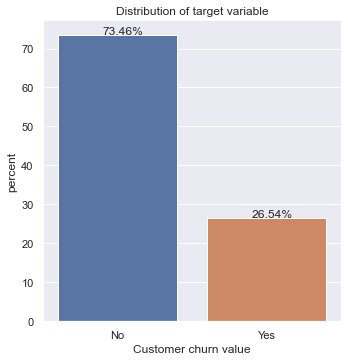 Distribution of target variable
73.46%
26.54%
70
60
50
40
30
20
10
0
percent
No Yes
Customer churn value